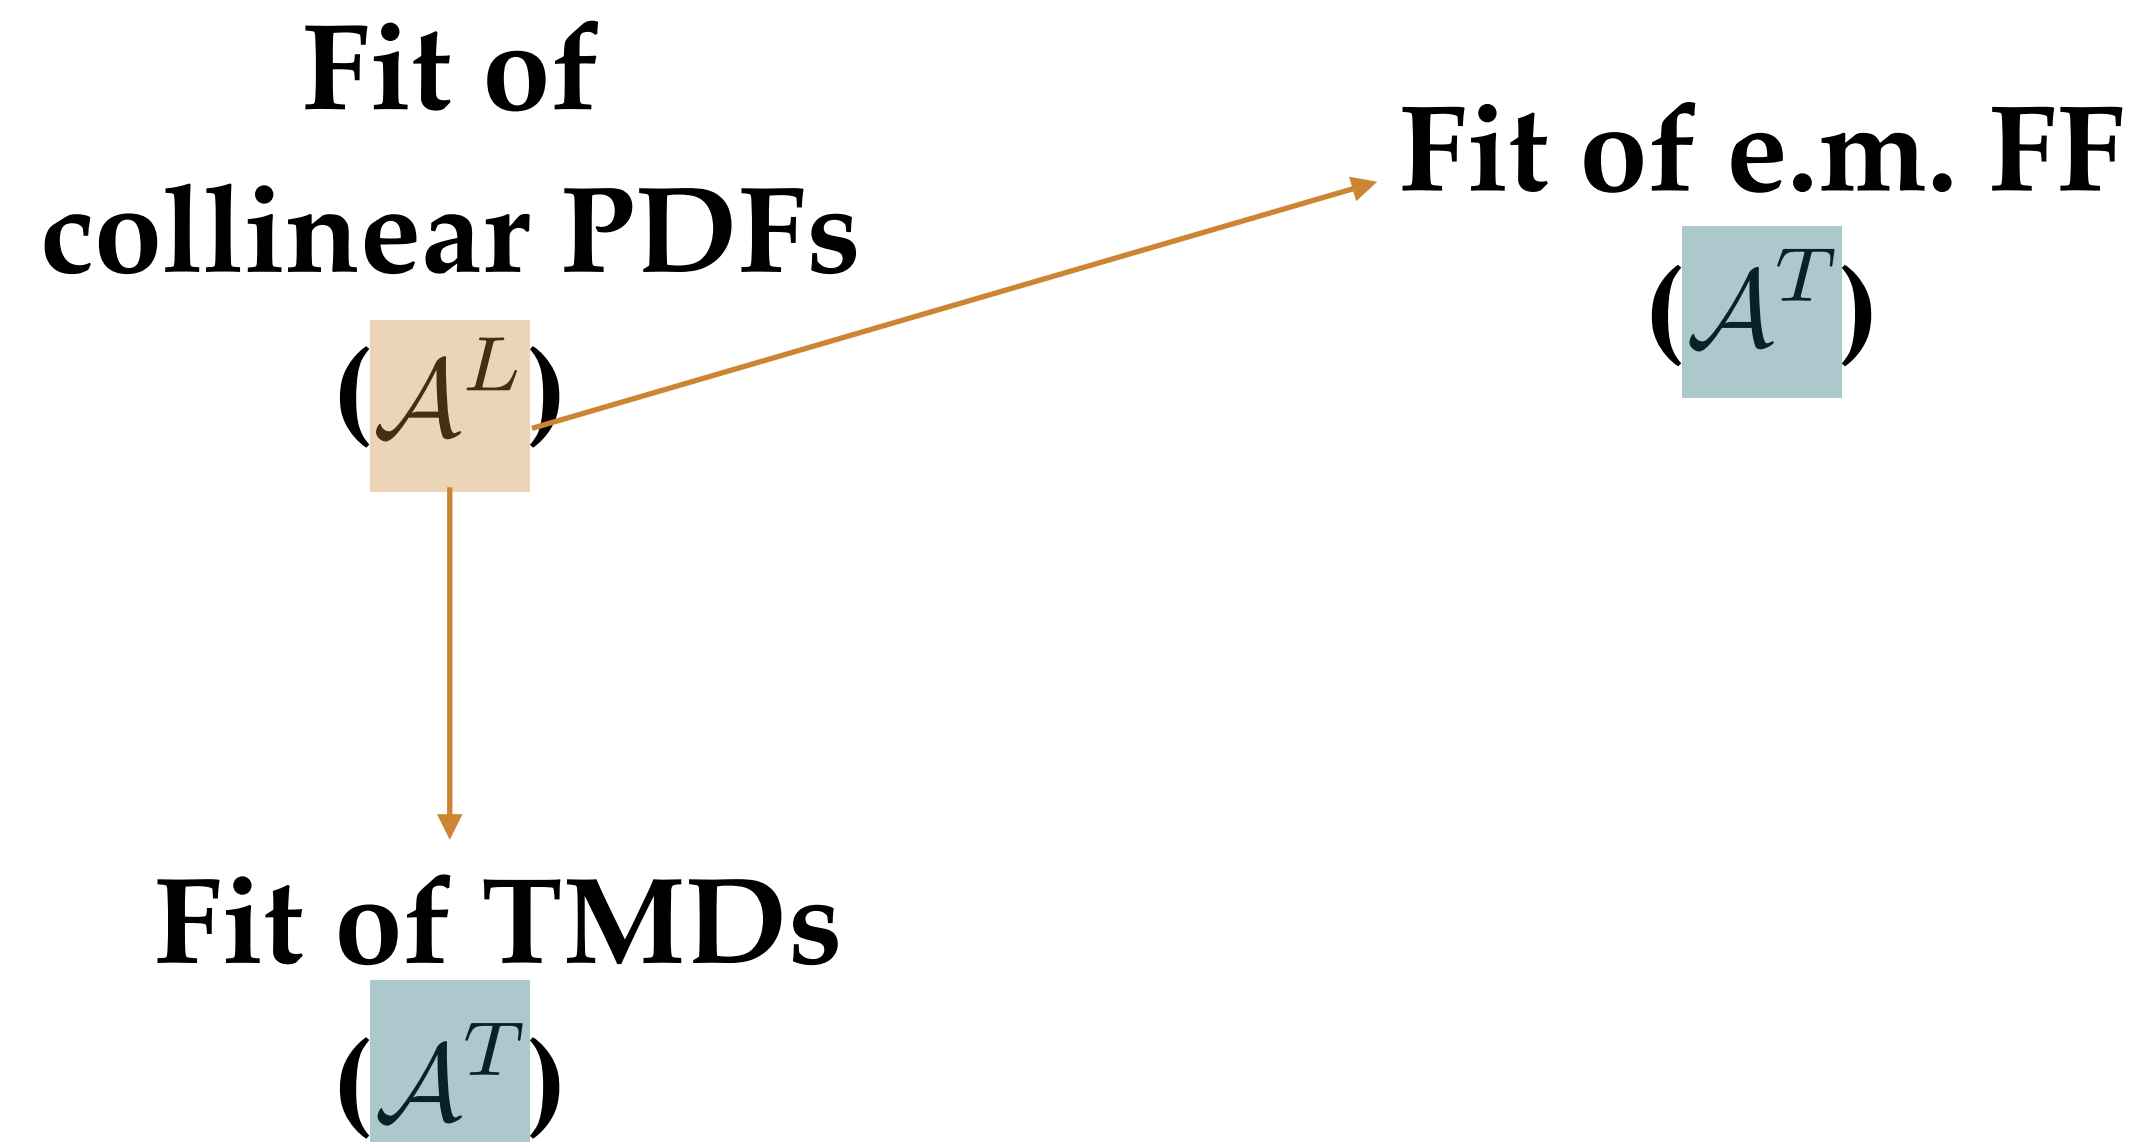 Fit of
collinear PDFs
(𝒜^L)
Fit of e.m. FF
(𝒜^T)
Fit of TMDs
(𝒜^T)